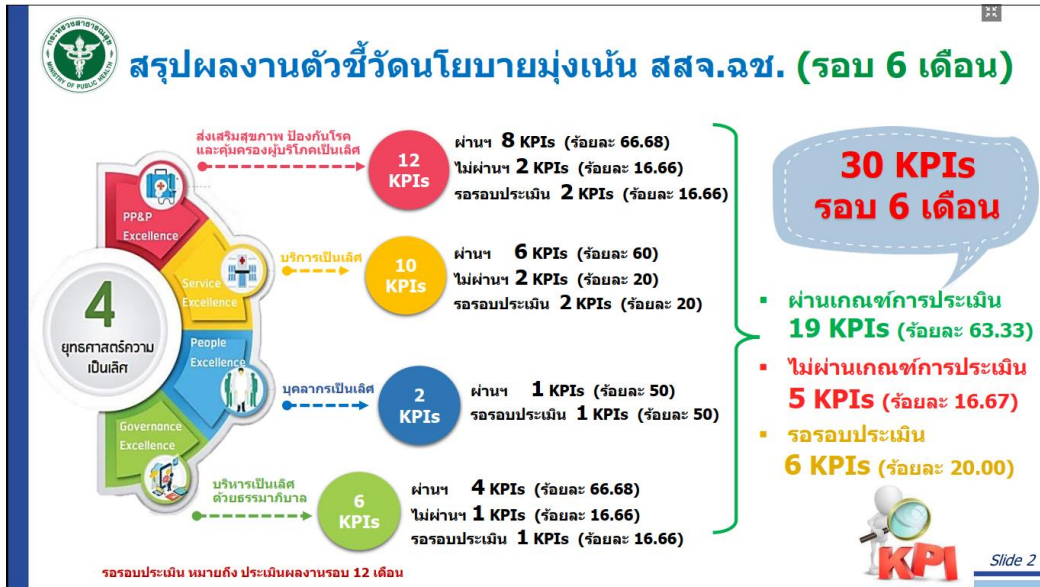 กระทรวงสาธารณสุข
MINISTRY OF PUBLIC HEALTH
สรุปผลงานตัวชี้วัดนโยบายมุ่งเน้น สสจ.ฉช. (รอบ 6 เดือน)
4
ยุทธศาสตร์ความ
เป็นเลิศ
PP&P
Excellence
Service
Excellence
People
Excellence
Governance
Excellence
ส่งเสริมสุขภาพ ป้องกันโรค
และคุ้มครองผู้บริโภคเป็นเลิศ
12
KPIs
ผ่านฯ 8 KPIs (ร้อยละ 66.68)
ไม่ผ่านฯ 2 KPIs (ร้อยละ 16.66)
รอรอบประเมิน 2 KPIs (ร้อยละ 16.66)
บริการเป็นเลิศ
10
KPIs
ผ่านฯ 6 KPIs (ร้อยละ 60)
ไม่ผ่านฯ 2 KPIs (ร้อยละ 20)
รอรอบประเมิน 2 KPIs (ร้อยละ 20)
บุคลากรเป็นเลิศ
2
KPIs
ผ่านฯ 1 KPIs (ร้อยละ 50)
รอรอบประเมิน 1 KPIs (ร้อยละ 50)
บริหารเป็นเลิศ
ด้วยธรรมาภิบาล
6
KPIs
ผ่านฯ 4 KPIs (ร้อยละ 66.68)
ไม่ผ่านฯ 1 KPIs (ร้อยละ 16.66)
รอรอบประเมิน 1 KPIs (ร้อยละ 16.66)
30 KPIs
รอบ 6 เดือน
▪ ผ่านเกณฑ์การประเมิน
19 KPIs (ร้อยละ 63.33)
▪ ไม่ผ่านเกณฑ์การประเมิน
5 KPIs (ร้อยละ 16.67)
▪ รอรอบประเมิน
6 KPIs (ร้อยละ 20.00)
KPI
รอรอบประเมิน หมายถึง ประเมินผลงานรอบ 12 เดือน
Slide 2